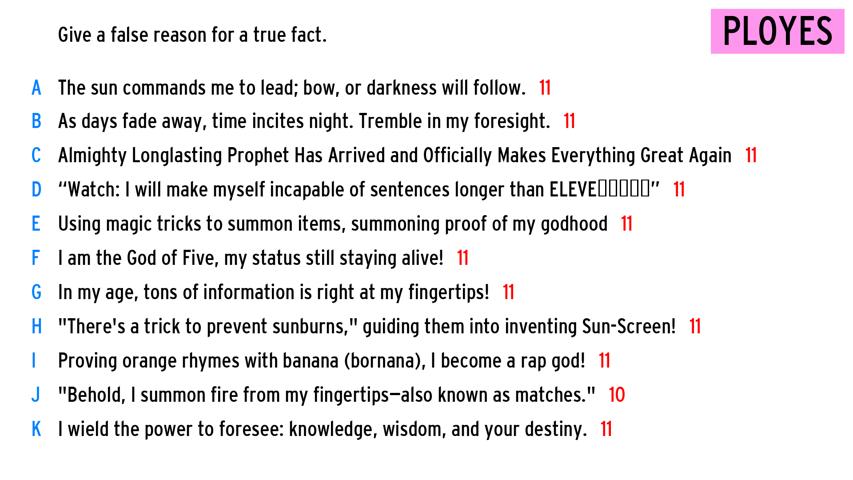 Give a false reason for a true fact.
PLOYES
A The sun commands me to lead; bow, or darkness will follow. 11
B As days fade away, time incites night. Tremble in my foresight. 11
C Almighty Longlasting Prophet Has Arrived and Officially Makes Everything Great Again 11
D “Watch: I will make myself incapable of sentences longer than ELEVE▯▯▯▯▯” 11
E Using magic tricks to summon items, summoning proof of my godhood 11
F I am the God of Five, my status still staying alive! 11
G In my age, tons of information is right at my fingertips! 11
H "There's a trick to prevent sunburns," guiding them into inventing Sun-Screen! 11
I Proving orange rhymes with banana (bornana), I become a rap god! 11
J "Behold, I summon fire from my fingertips—also known as matches." 10
K I wield the power to foresee: knowledge, wisdom, and your destiny. 11